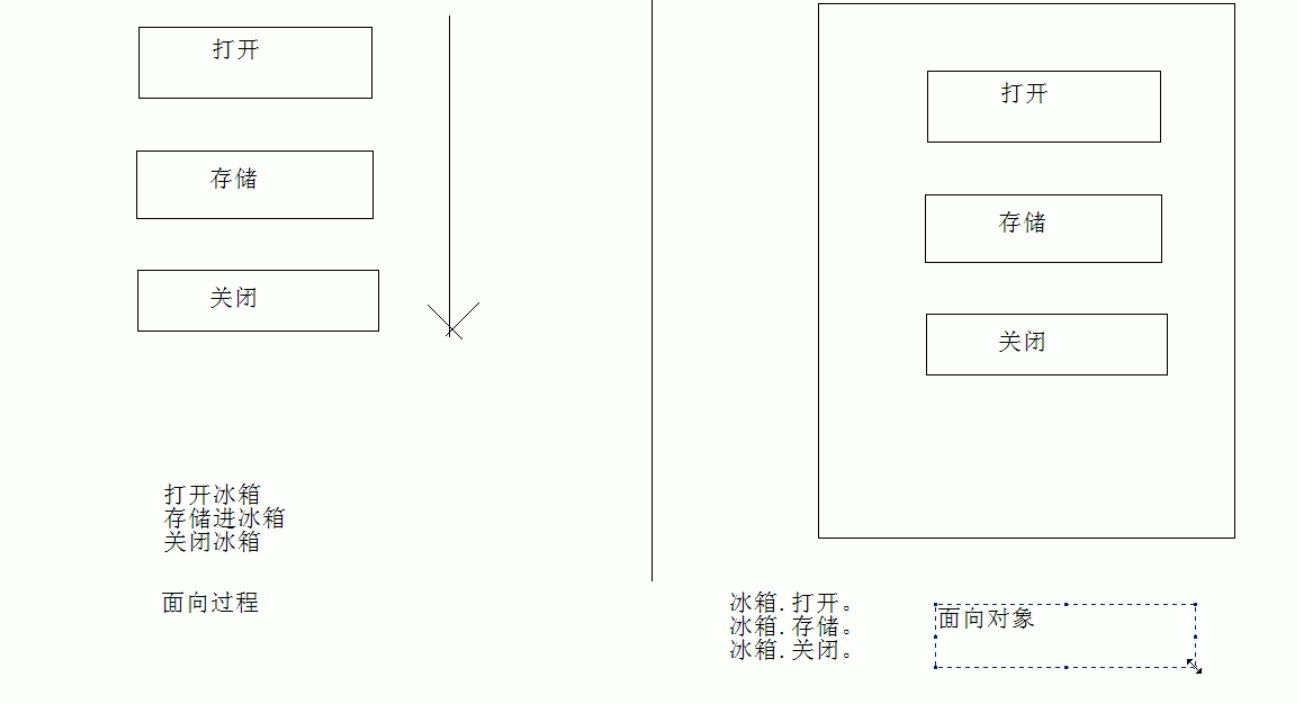 打开
存储
关闭
打开冰箱
存储进冰箱
关闭冰箱
面向过程
打开
存储
关闭
冰箱.打开。
冰箱.存储。
冰箱.关闭。
面向对象